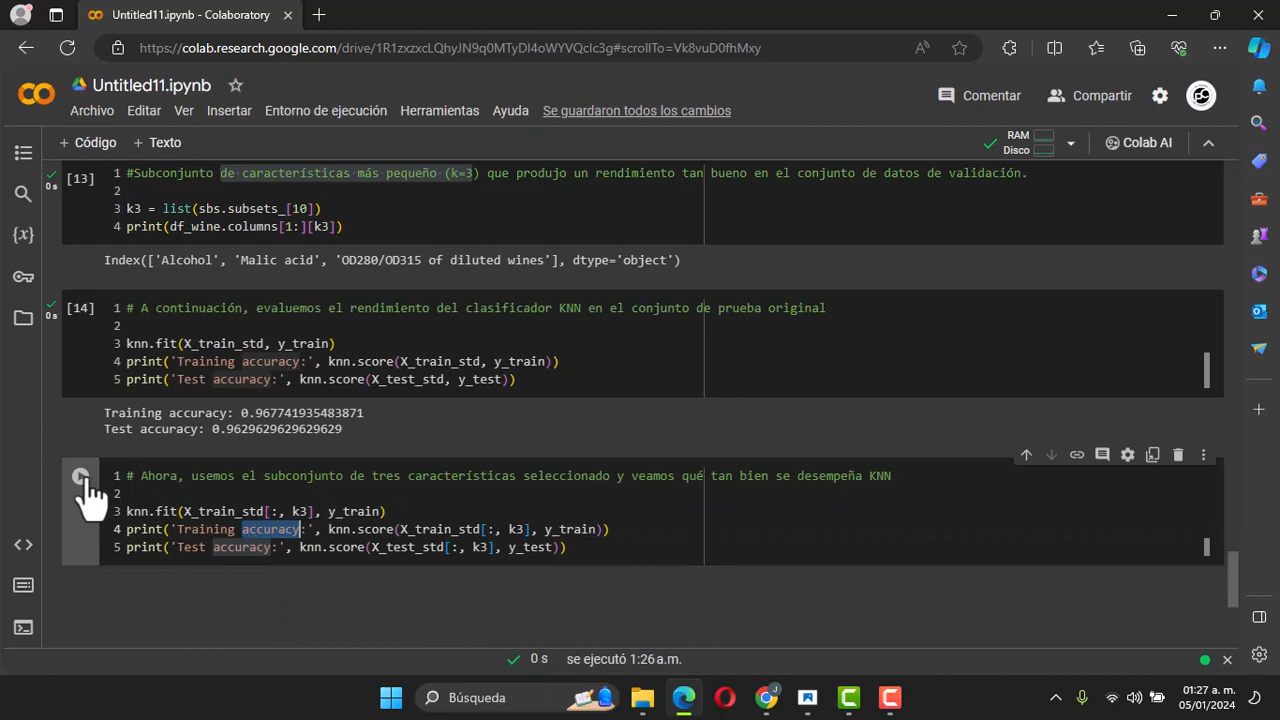 Untitled11.ipynb - Colaboratory
https://colab.research.google.com/drive/1R1zxzxcLQhyJN9q0MTyDI4oWYVQclc3g#scrollTo=Vk8vuD0fhMxy
Untitled11.ipynb
Comentar
Compartir
Archivo Editar Ver Insertar Entorno de ejecución Herramientas Ayuda Se guardaron todos los cambios
+ Código + Texto
RAM
Disco
Colab AI
[13]
0s
1 #Subconjunto de características más pequeño (k=3) que produjo un rendimiento tan bueno en el conjunto de datos de validación.
2
3 k3 = list(sbs.subsets_[10])
4 print(df_wine.columns[1:][k3])
Index(['Alcohol', 'Malic acid', 'OD280/OD315 of diluted wines'], dtype='object')
[14]
0s
1 # A continuación, evaluemos el rendimiento del clasificador KNN en el conjunto de prueba original
2
3 knn.fit(X_train_std, y_train)
4 print('Training accuracy:', knn.score(X_train_std, y_train))
5 print('Test accuracy:', knn.score(X_test_std, y_test))
Training accuracy: 0.967741935483871
Test accuracy: 0.9629629629629629
1 # Ahora, usemos el subconjunto de tres características seleccionado y veamos qué tan bien se desempeña KNN
2
3 knn.fit(X_train_std[:, k3], y_train)
4 print('Training accuracy:', knn.score(X_train_std[:, k3], y_train))
5 print('Test accuracy:', knn.score(X_test_std[:, k3], y_test))
0 s se ejecutó 1:26 a.m.
Búsqueda
01:27 a. m.
05/01/2024